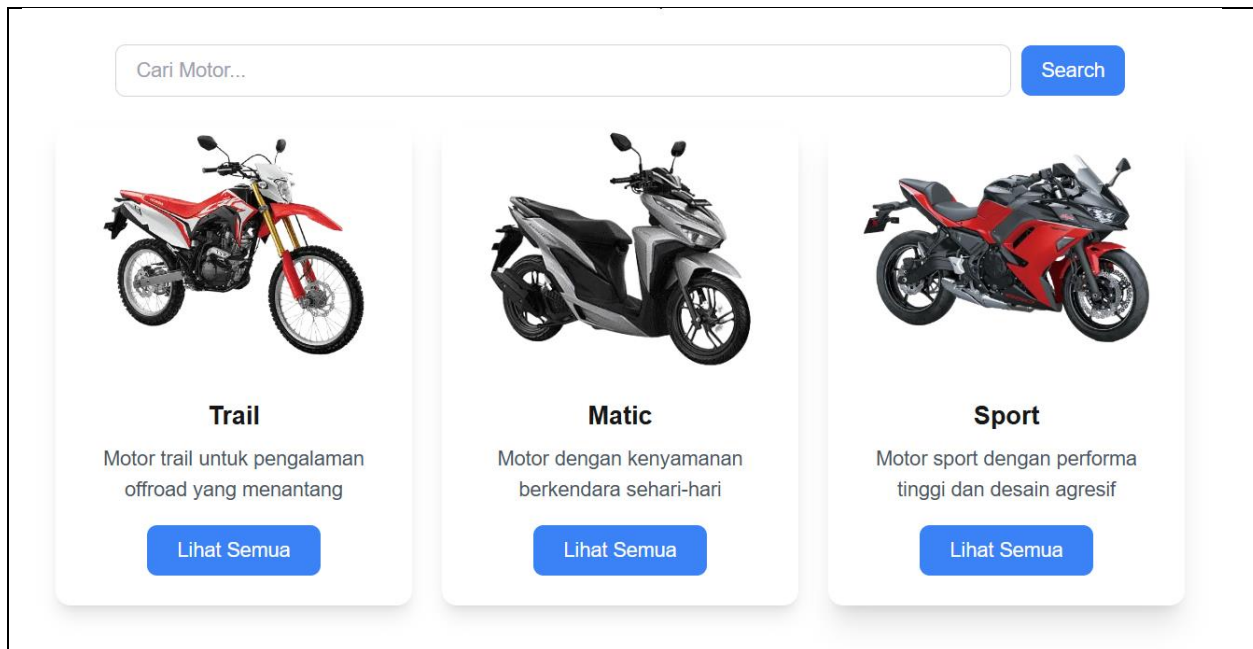 Cari Motor...
Search
Trail
Motor trail untuk pengalaman
offroad yang menantang
Lihat Semua
Matic
Motor dengan kenyamanan
berkendara sehari-hari
Lihat Semua
Sport
Motor sport dengan performa
tinggi dan desain agresif
Lihat Semua